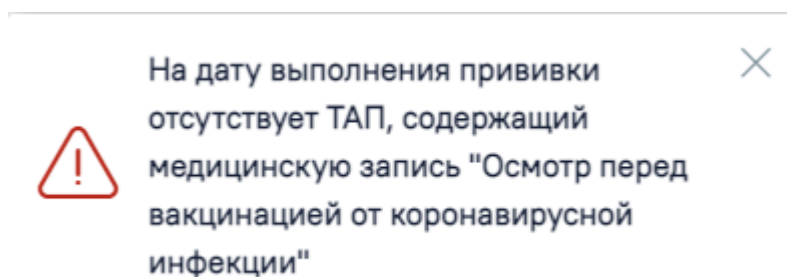 На дату выполнения прививки
отсутствует ТАП, содержащий
медицинскую запись "Осмотр перед
вакцинацией от коронавирусной
инфекции"